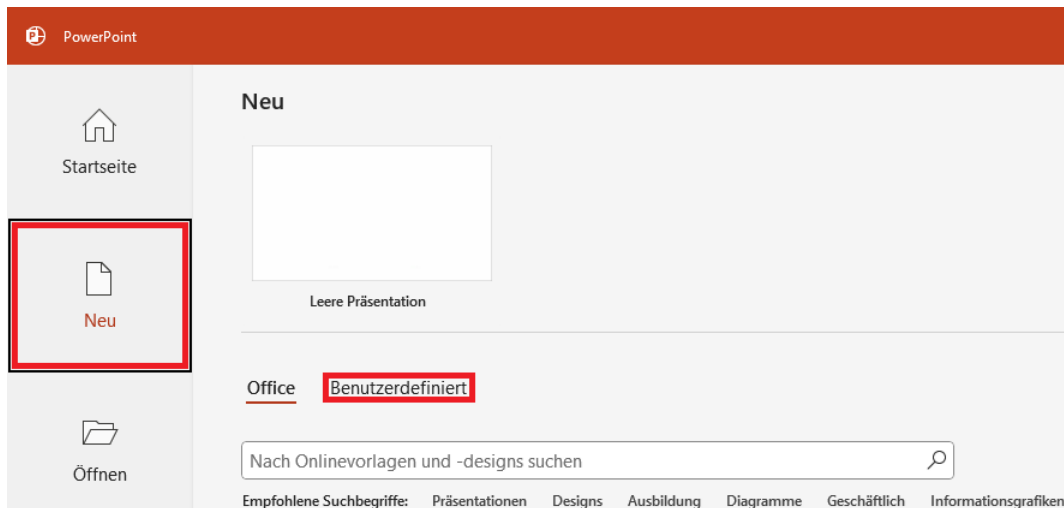 PowerPoint
Startseite
Neu
Öffnen
Neu
Leere Präsentation
Office Benutzerdefiniert
Nach Onlinevorlagen und -designs suchen
Empfohlene Suchbegriffe: Präsentationen Designs Ausbildung Diagramme Geschäftlich Informationsgrafiken